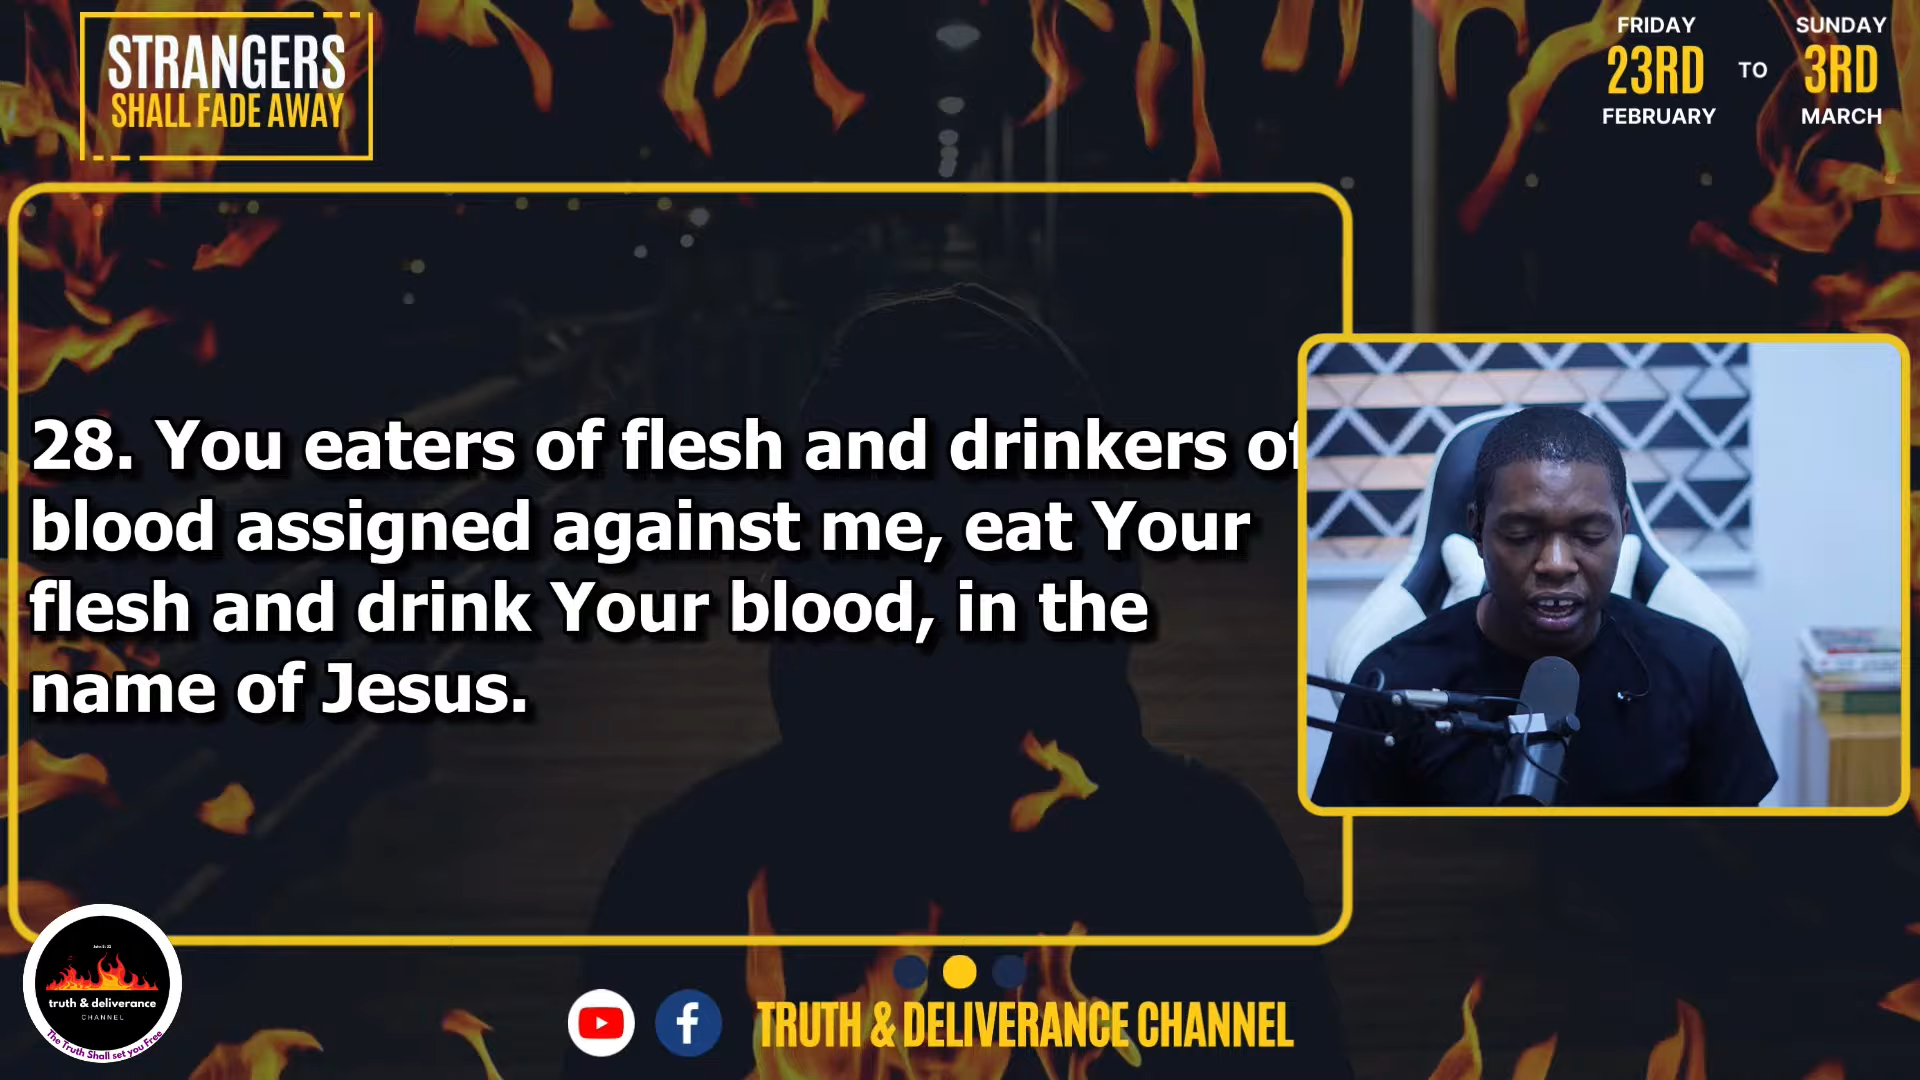 STRANGERS
SHALL FADE AWAY
FRIDAY
23RD
FEBRUARY
TO
SUNDAY
3RD
MARCH
28. You eaters of flesh and drinkers of
blood assigned against me, eat Your
flesh and drink Your blood, in the
name of Jesus.
truth & deliverance
CHANNEL
The Truth Shall set you Free
TRUTH & DELIVERANCE CHANNEL